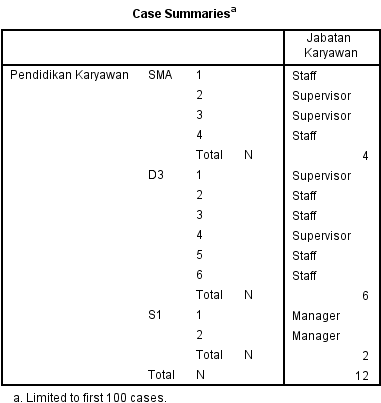 Case Summariesa
Jabatan
Karyawan
Pendidikan Karyawan SMA 1 Staff
2 Supervisor
3 Supervisor
4 Staff
Total N 4
D3 1 Supervisor
2 Staff
3 Staff
4 Supervisor
5 Staff
6 Staff
Total N 6
S1 1 Manager
2 Manager
Total N 2
Total N 12
a. Limited to first 100 cases.